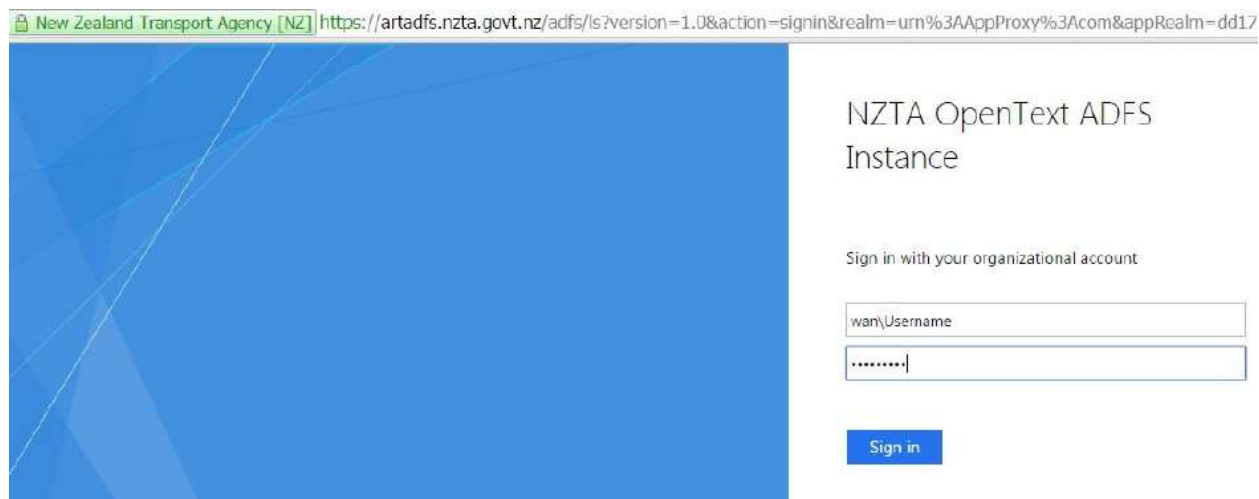 New Zealand Transport Agency [NZ] https://artadfs.nzta.govt.nz/adfs/ls?version=1.0&action=signin&realm=urn%3AAppProxy%3Acom&appRealm=dd17
NZTA OpenText ADFS
Instance
Sign in with your organizational account
wan\Username
•••••••••
Sign in